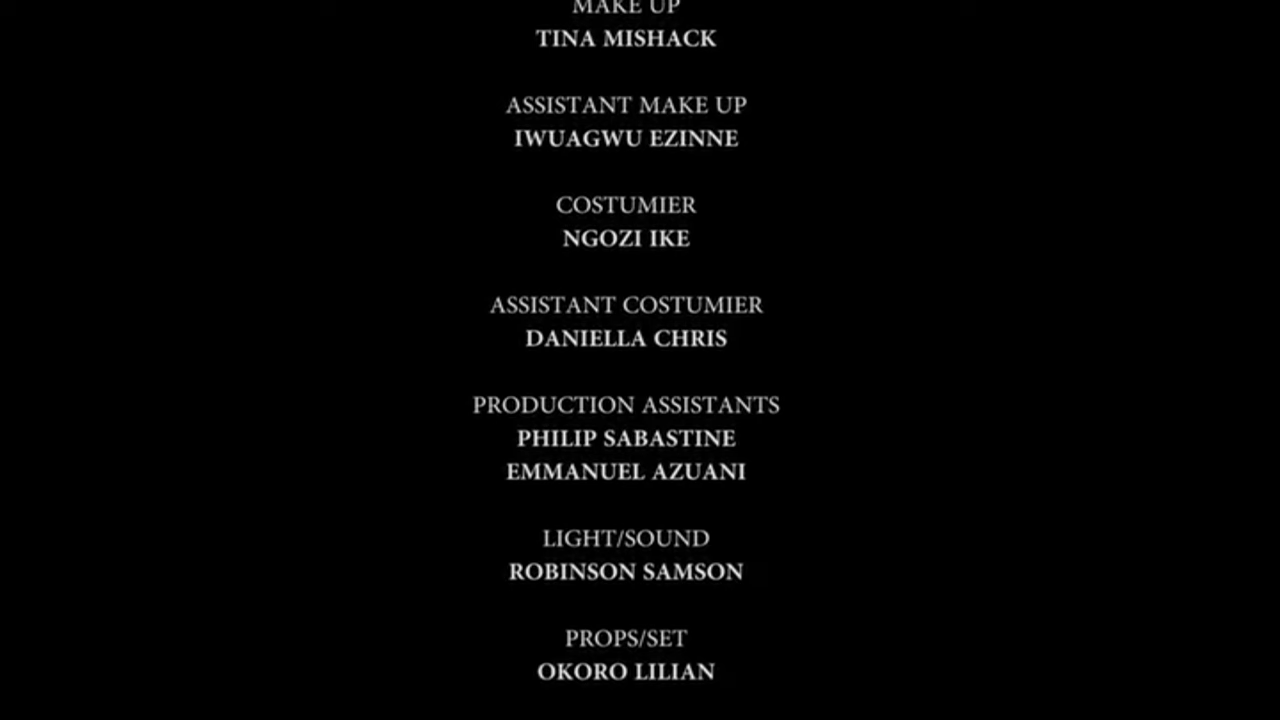 MAKE UP
TINA MISHACK
ASSISTANT MAKE UP
IWUAGWU EZINNE
COSTUMIER
NGOZI IKE
ASSISTANT COSTUMIER
DANIELLA CHRIS
PRODUCTION ASSISTANTS
PHILIP SABASTINE
EMMANUEL AZUANI
LIGHT/SOUND
ROBINSON SAMSON
PROPS/SET
OKORO LILIAN